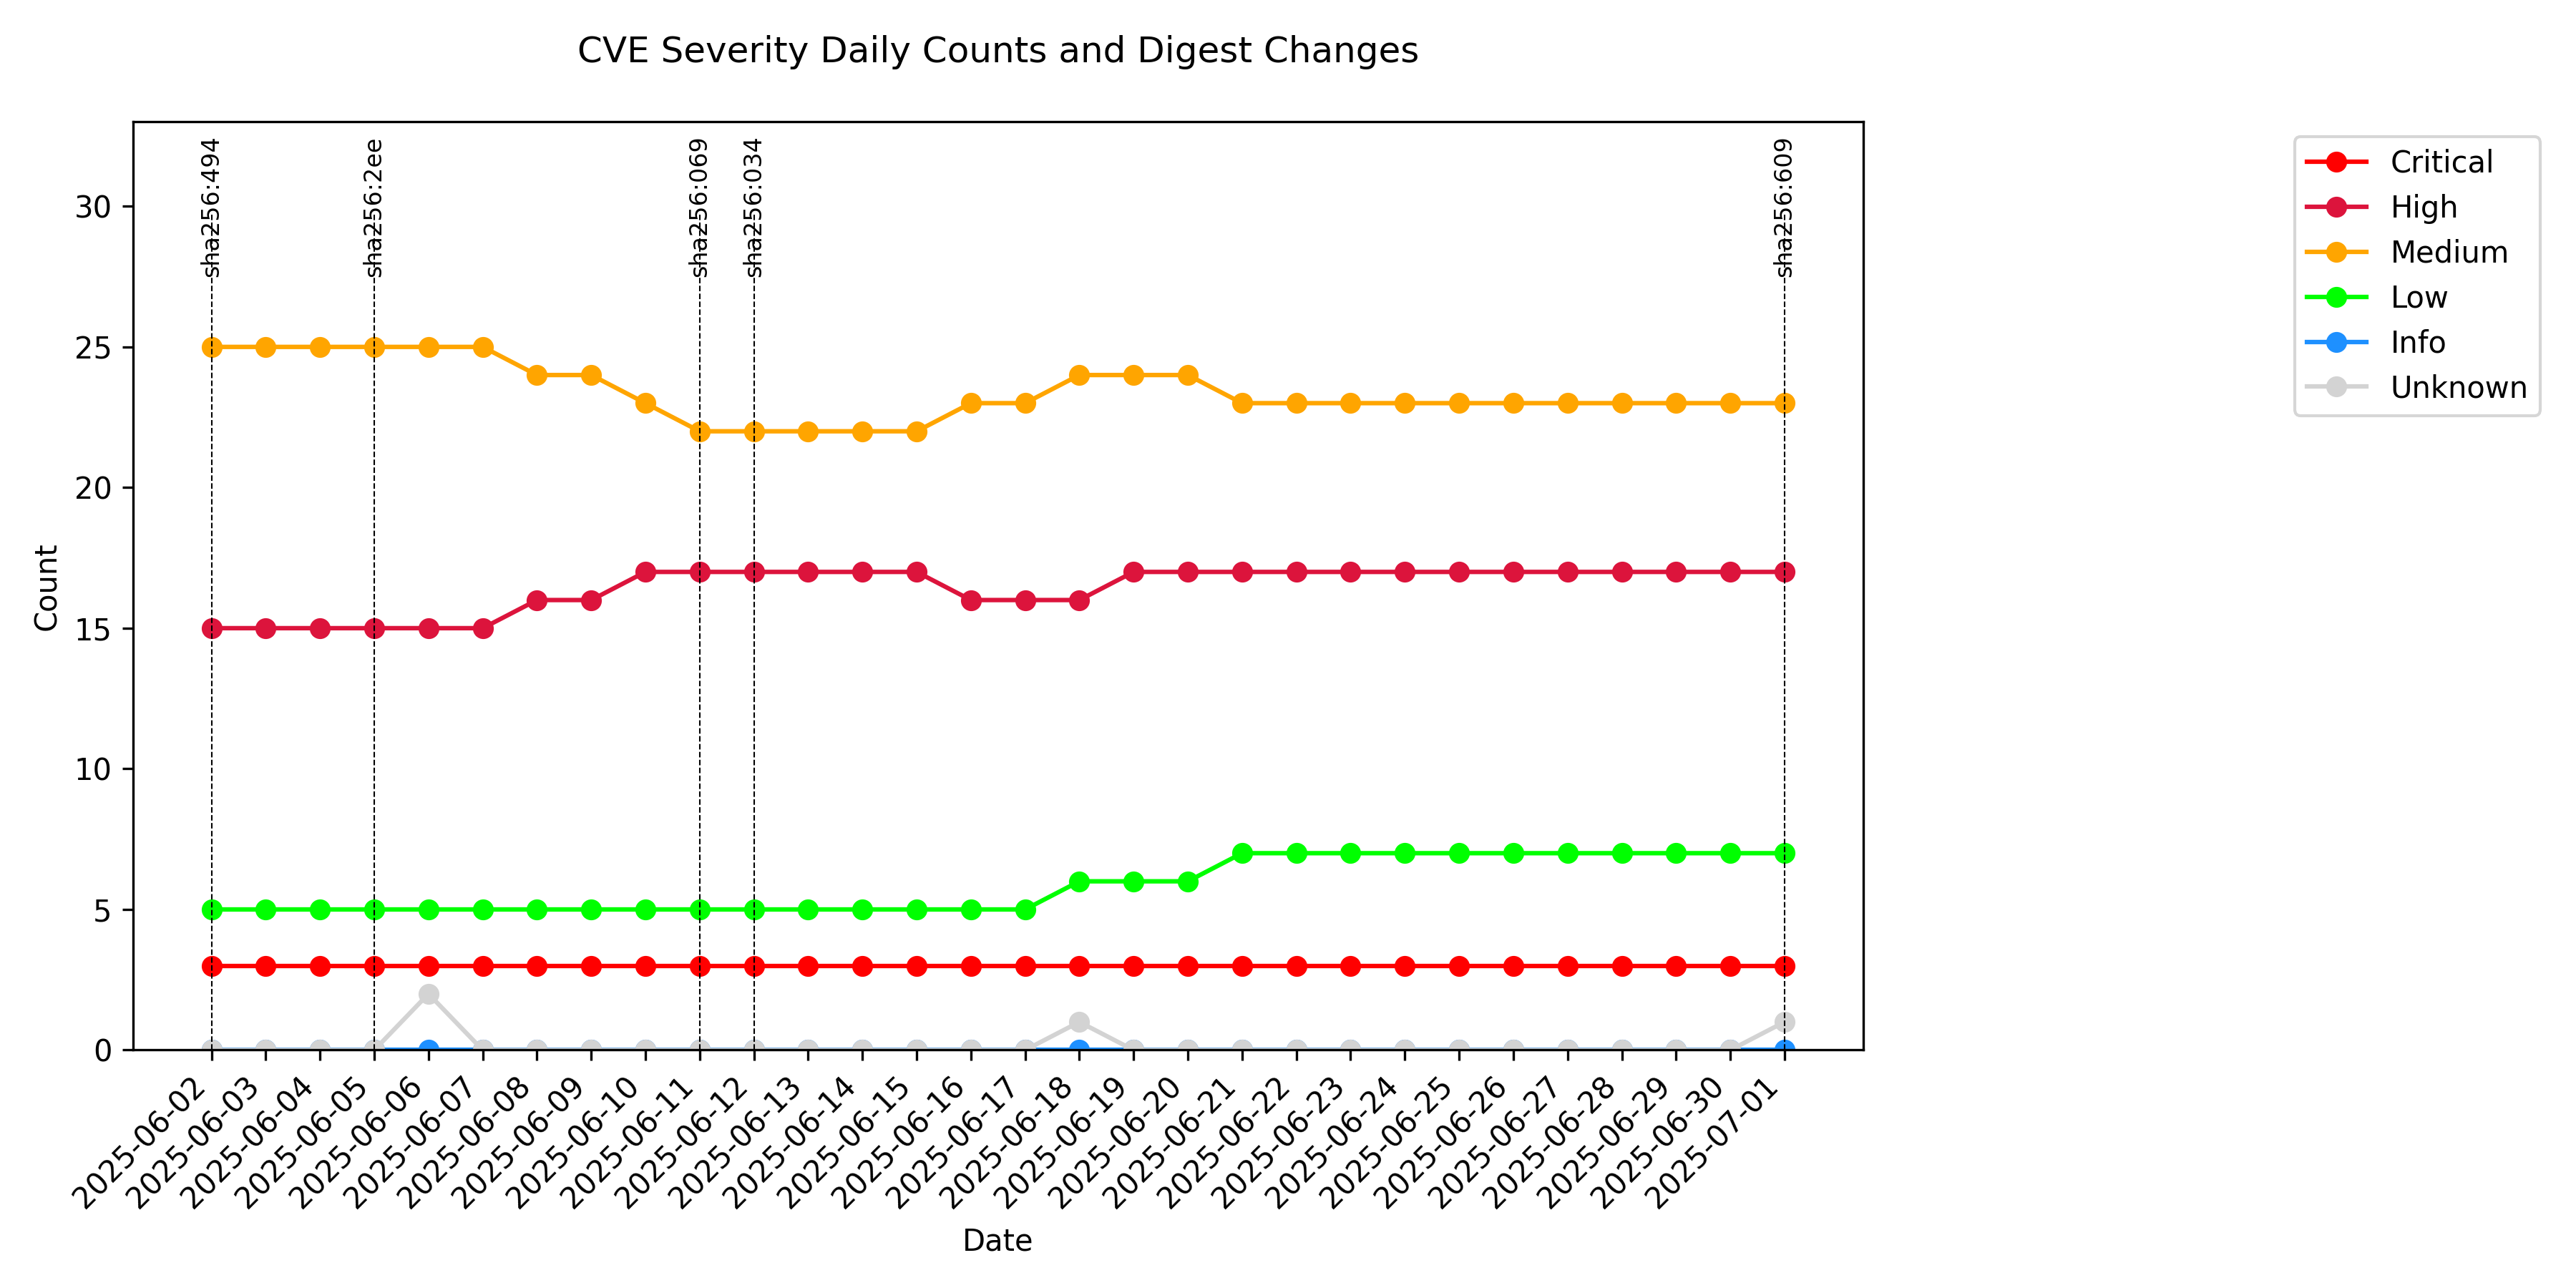 CVE Severity Daily Counts and Digest Changes
sha256:494
sha256:2ee
sha256:069
sha256:034
sha256:609
Critical
High
Medium
Low
Info
Unknown
30
25
20
15
10
5
0
Count
2025-06-02
2025-06-03
2025-06-04
2025-06-05
2025-06-06
2025-06-07
2025-06-08
2025-06-09
2025-06-10
2025-06-11
2025-06-12
2025-06-13
2025-06-14
2025-06-15
2025-06-16
2025-06-17
2025-06-18
2025-06-19
2025-06-20
2025-06-21
2025-06-22
2025-06-23
2025-06-24
2025-06-25
2025-06-26
2025-06-27
2025-06-28
2025-06-29
2025-06-30
2025-07-01
Date